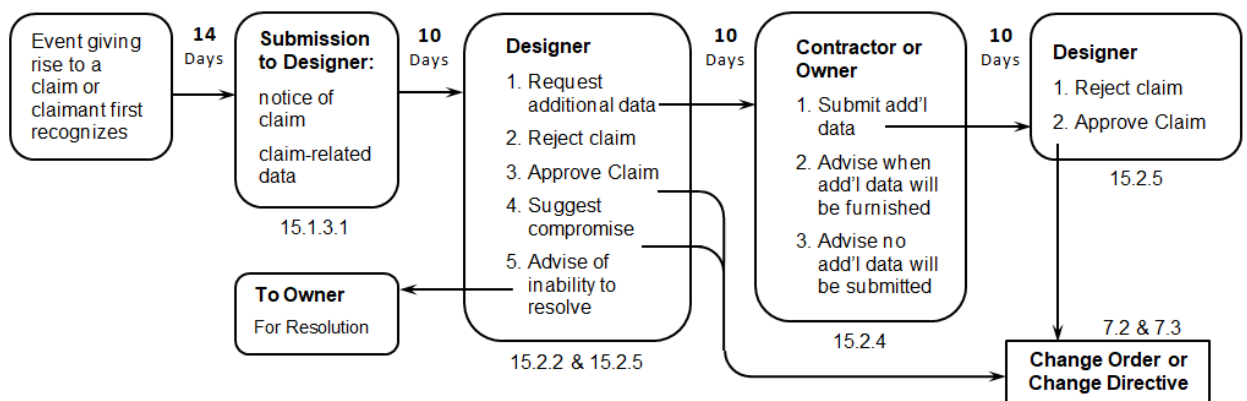 Event giving
rise to a
claim or
claimant first
recognizes
14
Days
Submission
to Designer:
notice of
claim
claim-related
data
15.1.3.1
10
Days
Designer
1. Request
additional data
2. Reject claim
3. Approve Claim
4. Suggest
compromise
5. Advise of
inability to
resolve
15.2.2 & 15.2.5
To Owner
For Resolution
10
Days
Contractor or
Owner
1. Submit add'l
data
2. Advise when
add'l data will
be furnished
3. Advise no
add'l data will
be submitted
15.2.4
10
Days
Designer
1. Reject claim
2. Approve Claim
15.2.5
7.2 & 7.3
Change Order or
Change Directive